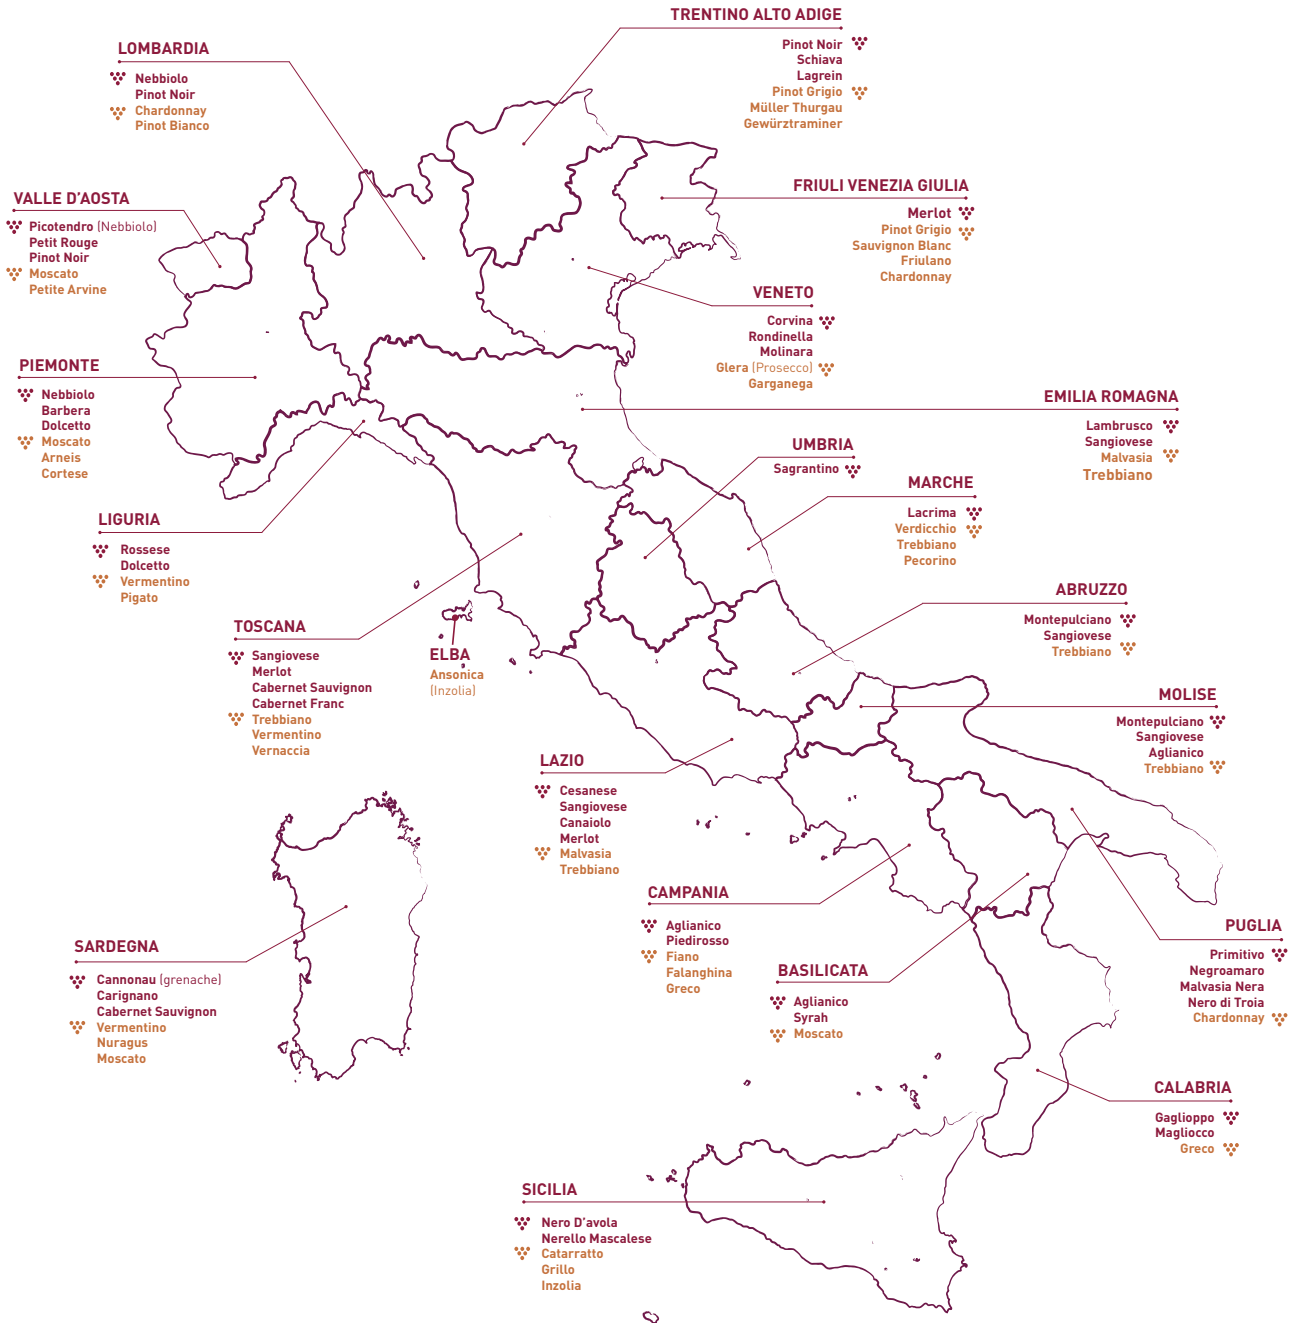 TRENTINO ALTO ADIGE
Pinot Noir
Schiava
Lagrein
Pinot Grigio
Müller Thurgau
Gewürztraminer
LOMBARDIA
Nebbiolo
Pinot Noir
Chardonnay
Pinot Bianco
VALLE D'AOSTA
Picotendro (Nebbiolo)
Petit Rouge
Pinot Noir
Moscato
Petite Arvine
FRIULI VENEZIA GIULIA
Merlot
Pinot Grigio
Sauvignon Blanc
Friulano
Chardonnay
VENETO
Corvina
Rondinella
Molinara
Glera (Prosecco)
Garganega
PIEMONTE
Nebbiolo
Barbera
Dolcetto
Moscato
Arneis
Cortese
EMILIA ROMAGNA
Lambrusco
Sangiovese
Malvasia
Trebbiano
UMBRIA
Sagrantino
MARCHE
Lacrima
Verdicchio
Trebbiano
Pecorino
LIGURIA
Rossese
Dolcetto
Vermentino
Pigato
ABRUZZO
Montepulciano
Sangiovese
Trebbiano
TOSCANA
Sangiovese
Merlot
Cabernet Sauvignon
Cabernet Franc
Trebbiano
Vermentino
Vernaccia
ELBA
Ansonica
(Inzolia)
MOLISE
Montepulciano
Sangiovese
Aglianico
Trebbiano
LAZIO
Cesanese
Sangiovese
Canaiolo
Merlot
Malvasia
Trebbiano
CAMPANIA
Aglianico
Piedirosso
Fiano
Falanghina
Greco
PUGLIA
Primitivo
Negroamaro
Malvasia Nera
Nero di Troia
Chardonnay
SARDEGNA
Cannonau (grenache)
Carignano
Cabernet Sauvignon
Vermentino
Nuragus
Moscato
BASILICATA
Aglianico
Syrah
Moscato
CALABRIA
Gaglioppo
Magliocco
Greco
SICILIA
Nero D'avola
Nerello Mascalese
Catarratto
Grillo
Inzolia